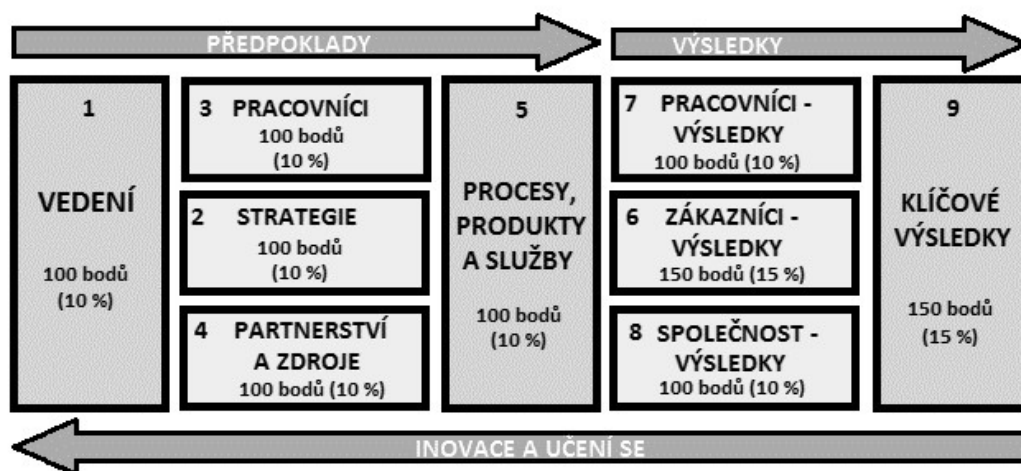 PŘEDPOKLADY
VÝSLEDKY
1
VEDENÍ
100 bodů
(10 %)
3 PRACOVNÍCI
100 bodů
(10 %)
2 STRATEGIE
100 bodů
(10 %)
4 PARTNERSTVÍ
A ZDROJE
100 bodů (10 %)
5
PROCESY,
PRODUKTY
A SLUŽBY
100 bodů
(10 %)
7 PRACOVNÍCI -
VÝSLEDKY
100 bodů (10 %)
6 ZÁKAZNÍCI -
VÝSLEDKY
150 bodů (15 %)
8 SPOLEČNOST -
VÝSLEDKY
100 bodů (10 %)
9
KLÍČOVÉ
VÝSLEDKY
150 bodů
(15 %)
INOVACE A UČENÍ SE